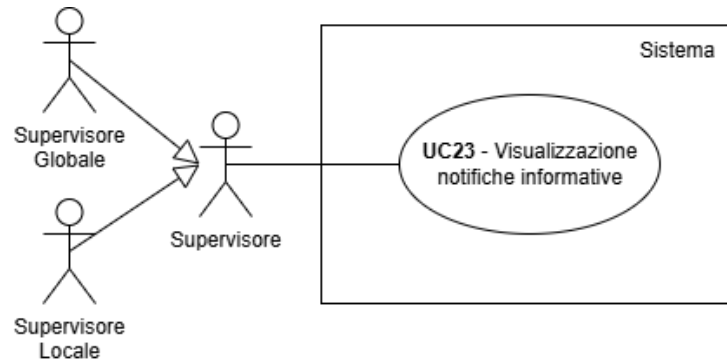 Sistema
Supervisore
Globale
UC23 - Visualizzazione
notifiche informative
Supervisore
Supervisore
Locale